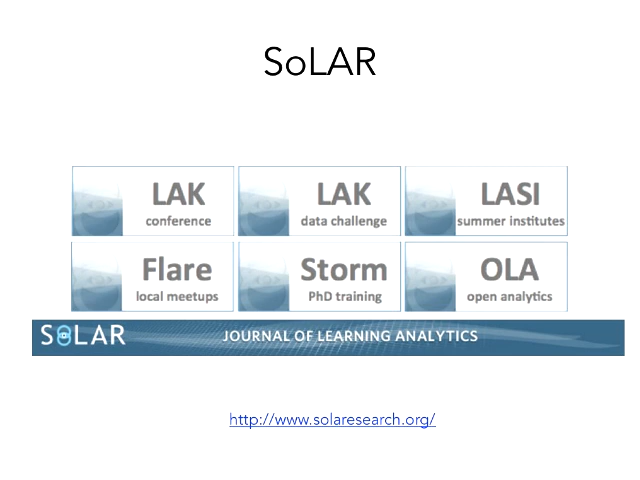 SoLAR
LAK
conference
LAK
data challenge
LASI
summer institutes
Flare
local meetups
Storm
PhD training
OLA
open analytics
SOLAR JOURNAL OF LEARNING ANALYTICS
http://www.solaresearch.org/